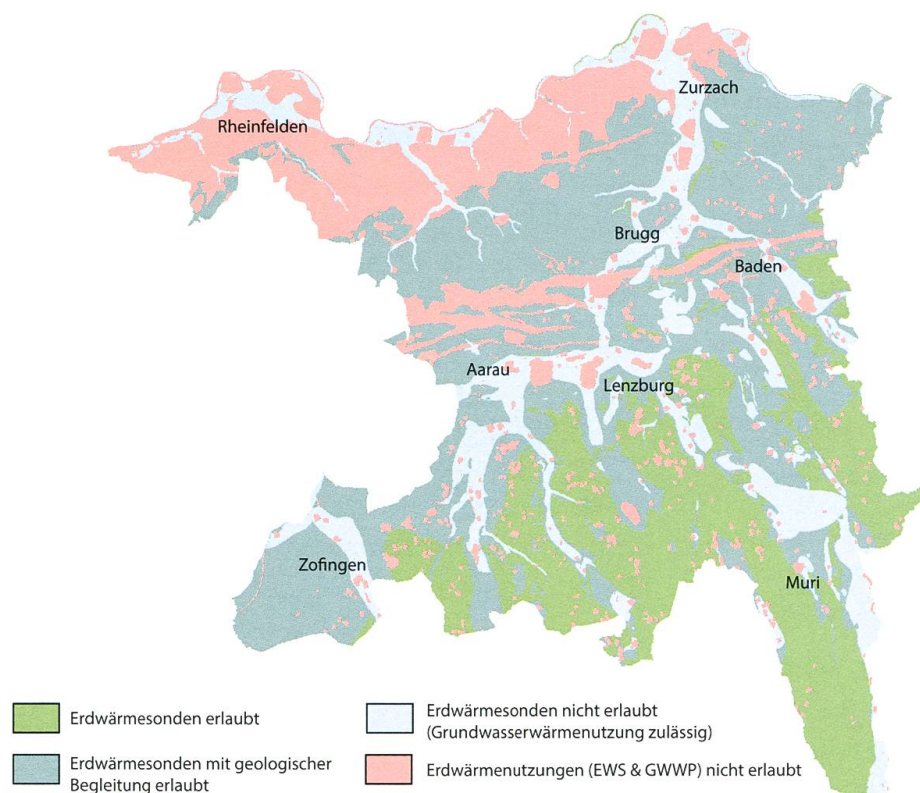 Zurzach
Rheinfelden
Brugg
Baden
Aarau
Lenzburg
Zofingen
Muri
Erdwärmesonden erlaubt
Erdwärmesonden mit geologischer
Begleitung erlaubt
Erdwärmesonden nicht erlaubt
(Grundwasserwärmenutzung zulässig)
Erdwärmenutzungen (EWS & GWWP) nicht erlaubt